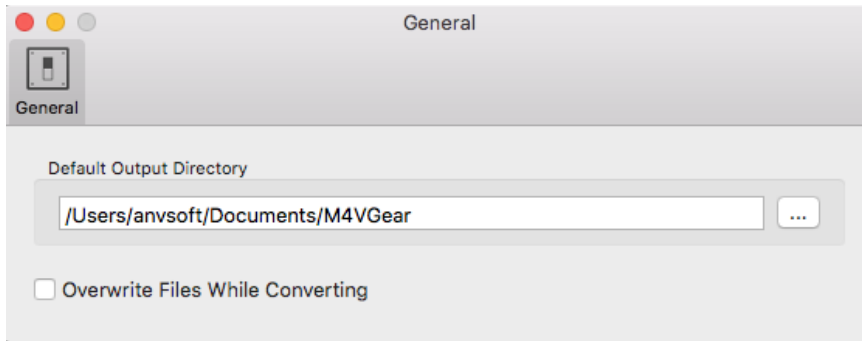 General
General
Default Output Directory
/Users/anvsoft/Documents/M4VGear
...
Overwrite Files While Converting